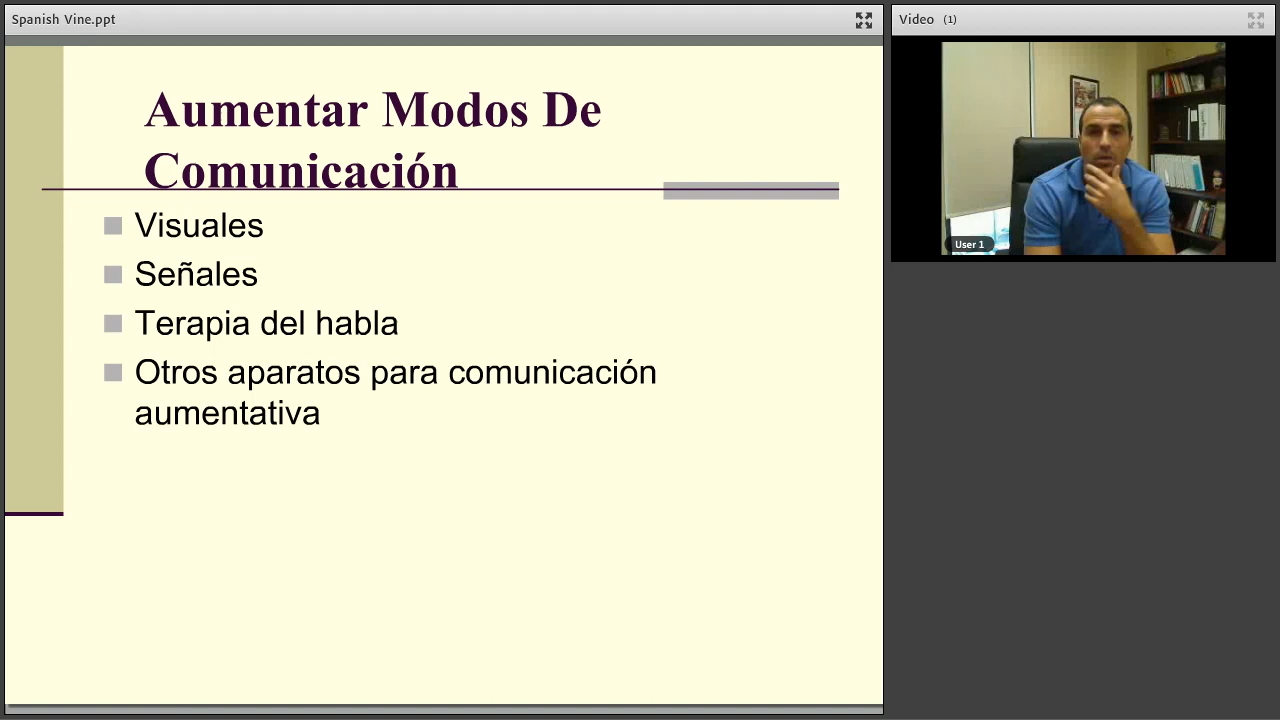 Spanish Vine.ppt
Video (1)
Aumentar Modos De
Comunicación
Visuales
Señales
Terapia del habla
Otros aparatos para comunicación
aumentativa
User 1